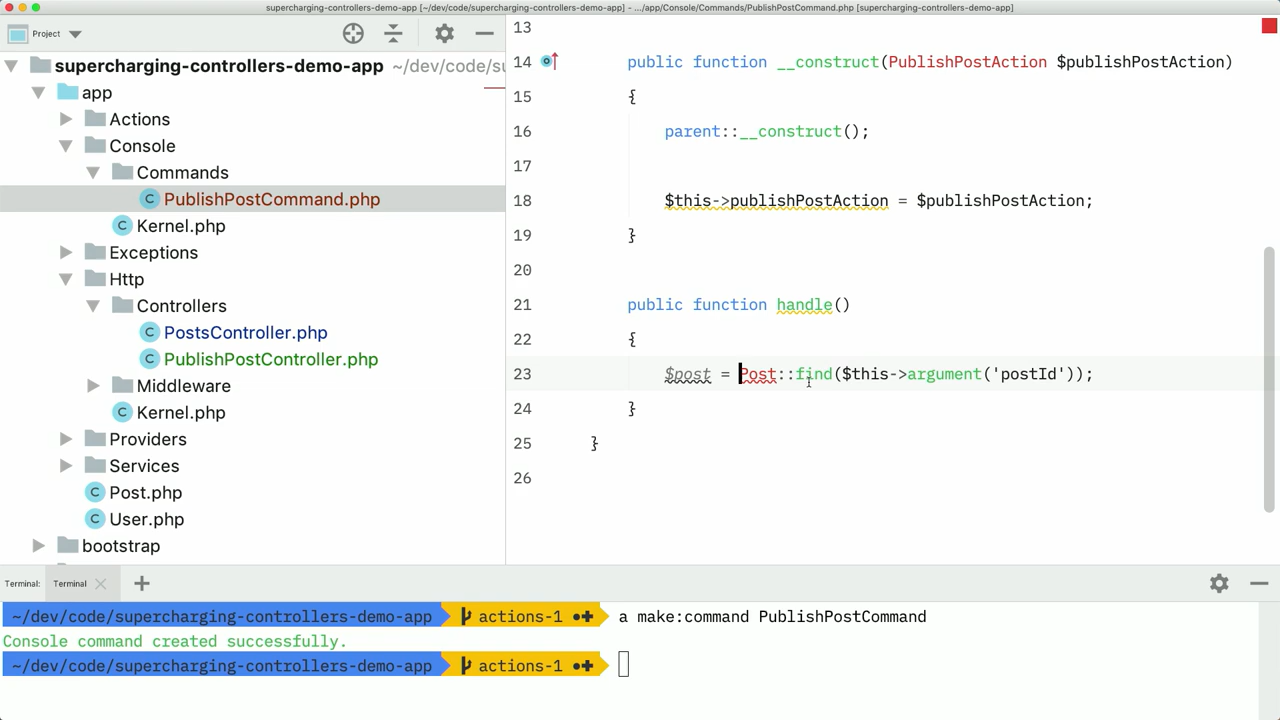 supercharging-controllers-demo-app [~/dev/code/supercharging-controllers-demo-app] - .../app/Console/Commands/PublishPostCommand.php [supercharging-controllers-demo-app]
Project
supercharging-controllers-demo-app ~/dev/code/su
app
Actions
Console
Commands
PublishPostCommand.php
Kernel.php
Exceptions
Http
Controllers
PostsController.php
PublishPostController.php
Middleware
Kernel.php
Providers
Services
Post.php
User.php
bootstrap
13
14 public function __construct(PublishPostAction $publishPostAction)
15 {
16 parent::__construct();
17
18 $this->publishPostAction = $publishPostAction;
19 }
20
21 public function handle()
22 {
23 $post = Post::find($this->argument('postId'));
24 }
25 }
26
Terminal: Terminal
~/dev/code/supercharging-controllers-demo-app actions-1 a make:command PublishPostCommand
Console command created successfully.
~/dev/code/supercharging-controllers-demo-app actions-1